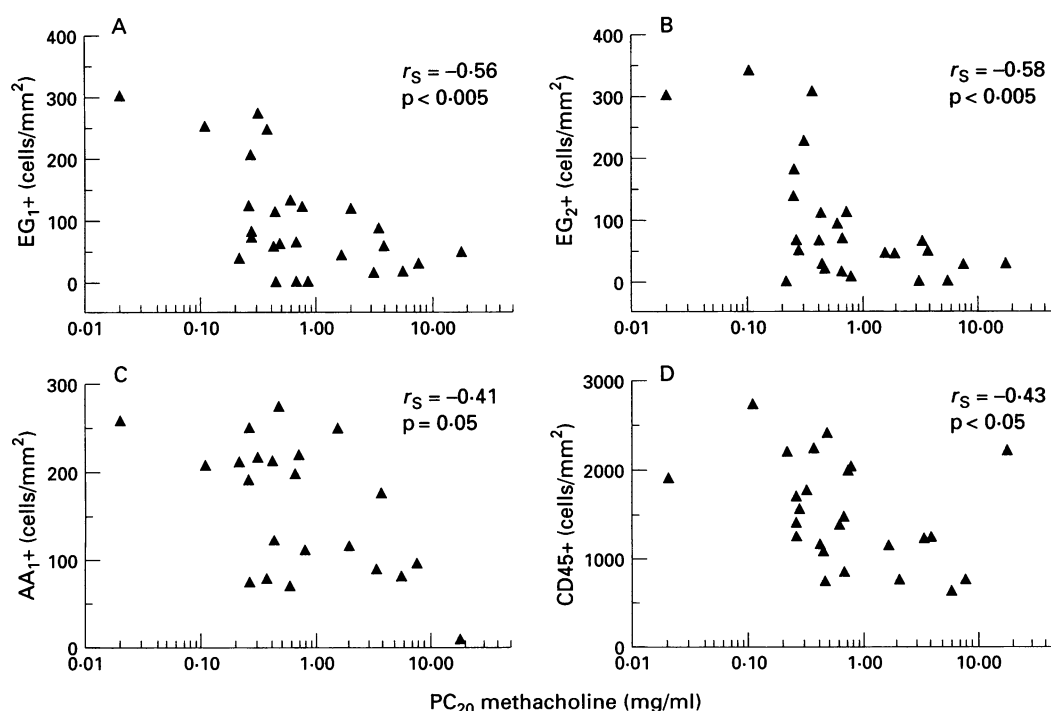 A
400
300
200
100
0
EG₁+ (cells/mm²)
r_S = –0·56
p < 0·005
0·01 0·10 1·00 10·00
B
400
300
200
100
0
EG₂+ (cells/mm²)
r_S = –0·58
p < 0·005
0·01 0·10 1·00 10·00
C
300
200
100
0
AA₁+ (cells/mm²)
r_S = –0·41
p = 0·05
0·01 0·10 1·00 10·00
D
3000
2000
1000
0
CD45+ (cells/mm²)
r_S = –0·43
p < 0·05
0·01 0·10 1·00 10·00
PC₂₀ methacholine (mg/ml)